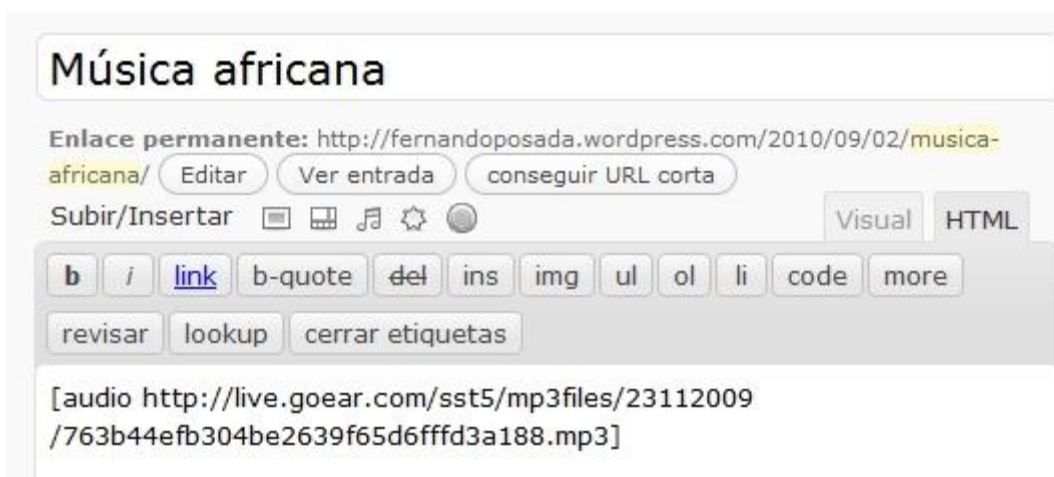 Música africana
Enlace permanente: http://fernandoposada.wordpress.com/2010/09/02/musica-
africana/ Editar Ver entrada conseguir URL corta
Subir/Insertar Visual HTML
b i link b-quote del ins img ul ol li code more
revisar lookup cerrar etiquetas
[audio http://live.goear.com/sst5/mp3files/23112009
/763b44efb304be2639f65d6fffd3a188.mp3]